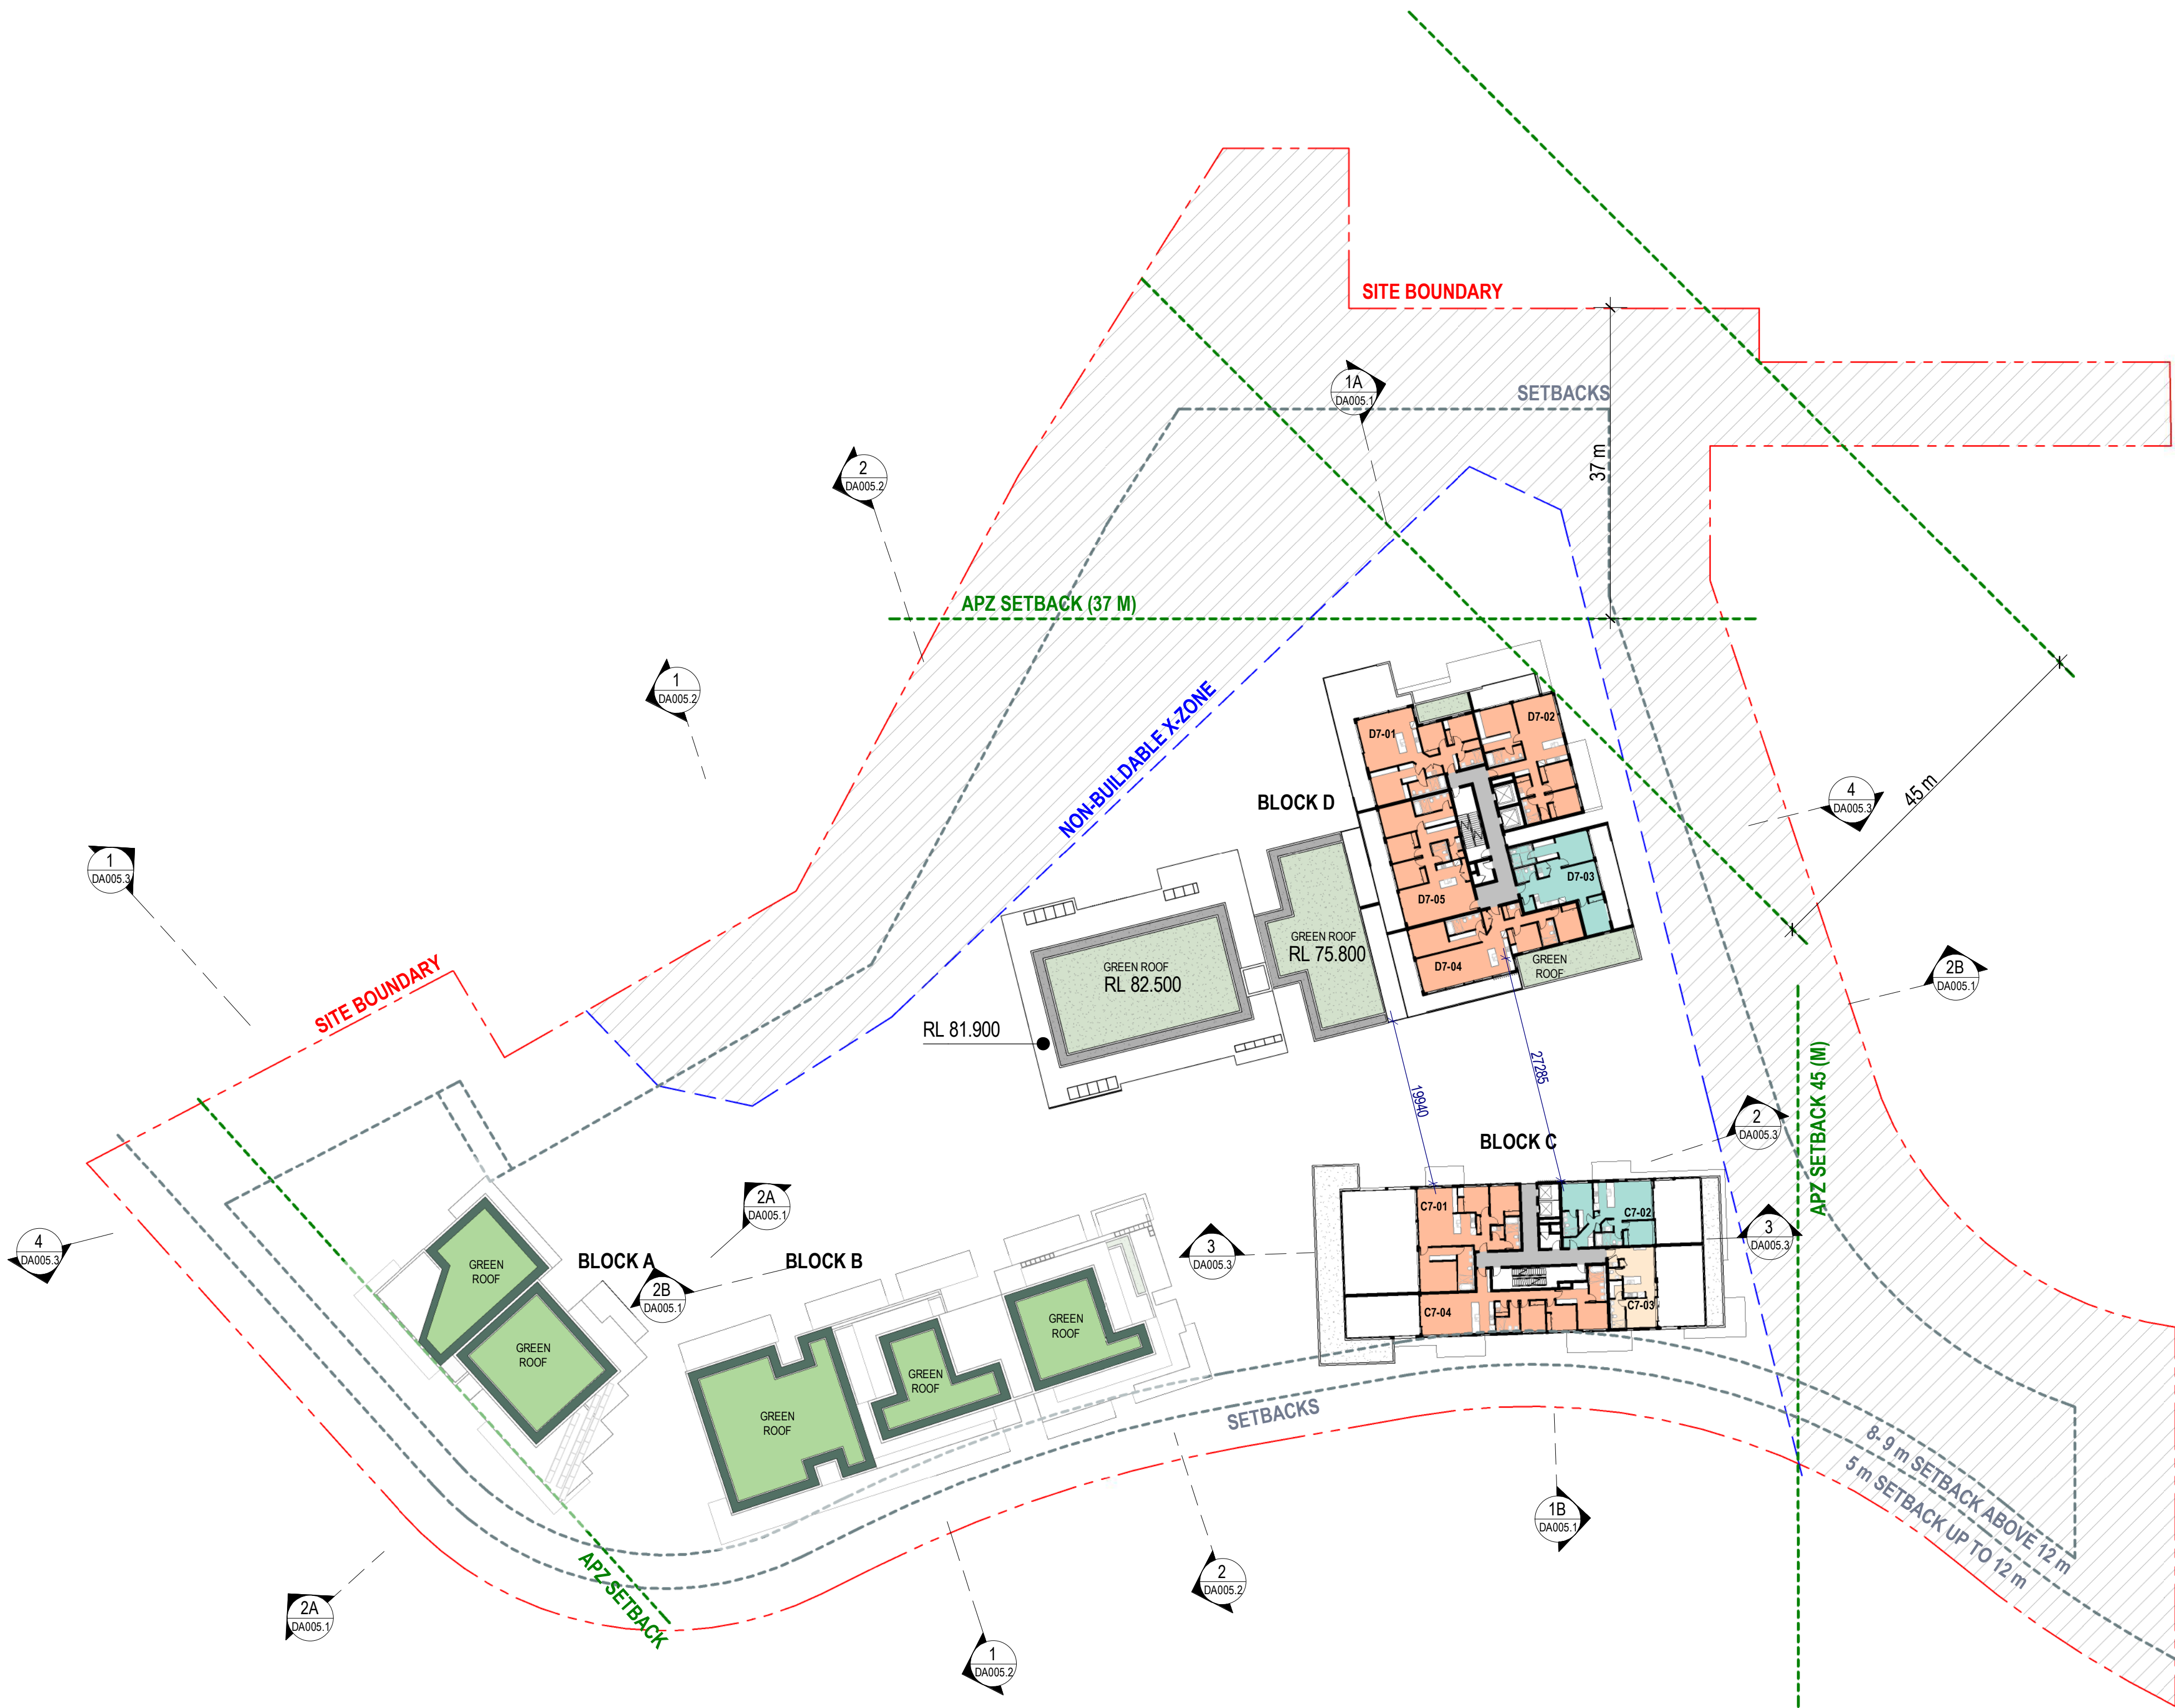 SITE BOUNDARY
1A
DA005.1
SETBACKS
37 m
2
DA005.2
APZ SETBACK (37 M)
1
DA005.2
NON-BUILDABLE X-ZONE
D7-01
D7-02
BLOCK D
4
DA005.3
45 m
1
DA005.3
D7-03
D7-05
GREEN ROOF
RL 75.800
D7-04
GREEN
ROOF
GREEN ROOF
RL 82.500
2B
DA005.1
SITE BOUNDARY
RL 81.900
27285
19940
APZ SETBACK 45 (M)
2
DA005.3
BLOCK C
2A
DA005.1
C7-01
C7-02
3
DA005.3
3
DA005.3
4
DA005.3
GREEN
ROOF
BLOCK A
BLOCK B
2B
DA005.1
C7-04
C7-03
GREEN
ROOF
GREEN
ROOF
GREEN
ROOF
GREEN
ROOF
SETBACKS
8- 9 m SETBACK ABOVE 12 m
5 m SETBACK UP TO 12 m
1B
DA005.1
APZ SETBACK
2
DA005.2
2A
DA005.1
1
DA005.2